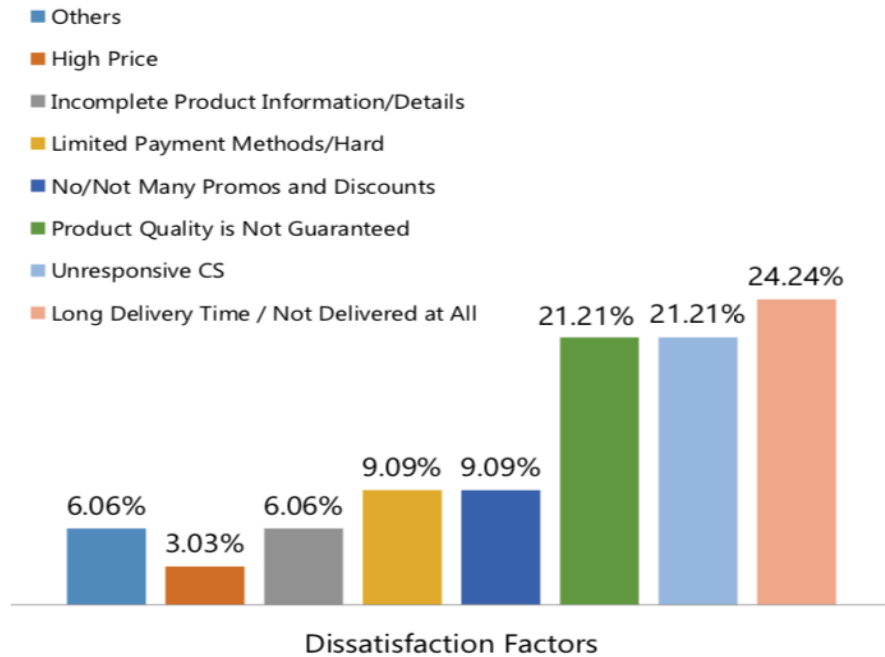 Others
High Price
Incomplete Product Information/Details
Limited Payment Methods/Hard
No/Not Many Promos and Discounts
Product Quality is Not Guaranteed
Unresponsive CS
Long Delivery Time / Not Delivered at All
6.06%
3.03%
6.06%
9.09%
9.09%
21.21%
21.21%
24.24%
Dissatisfaction Factors